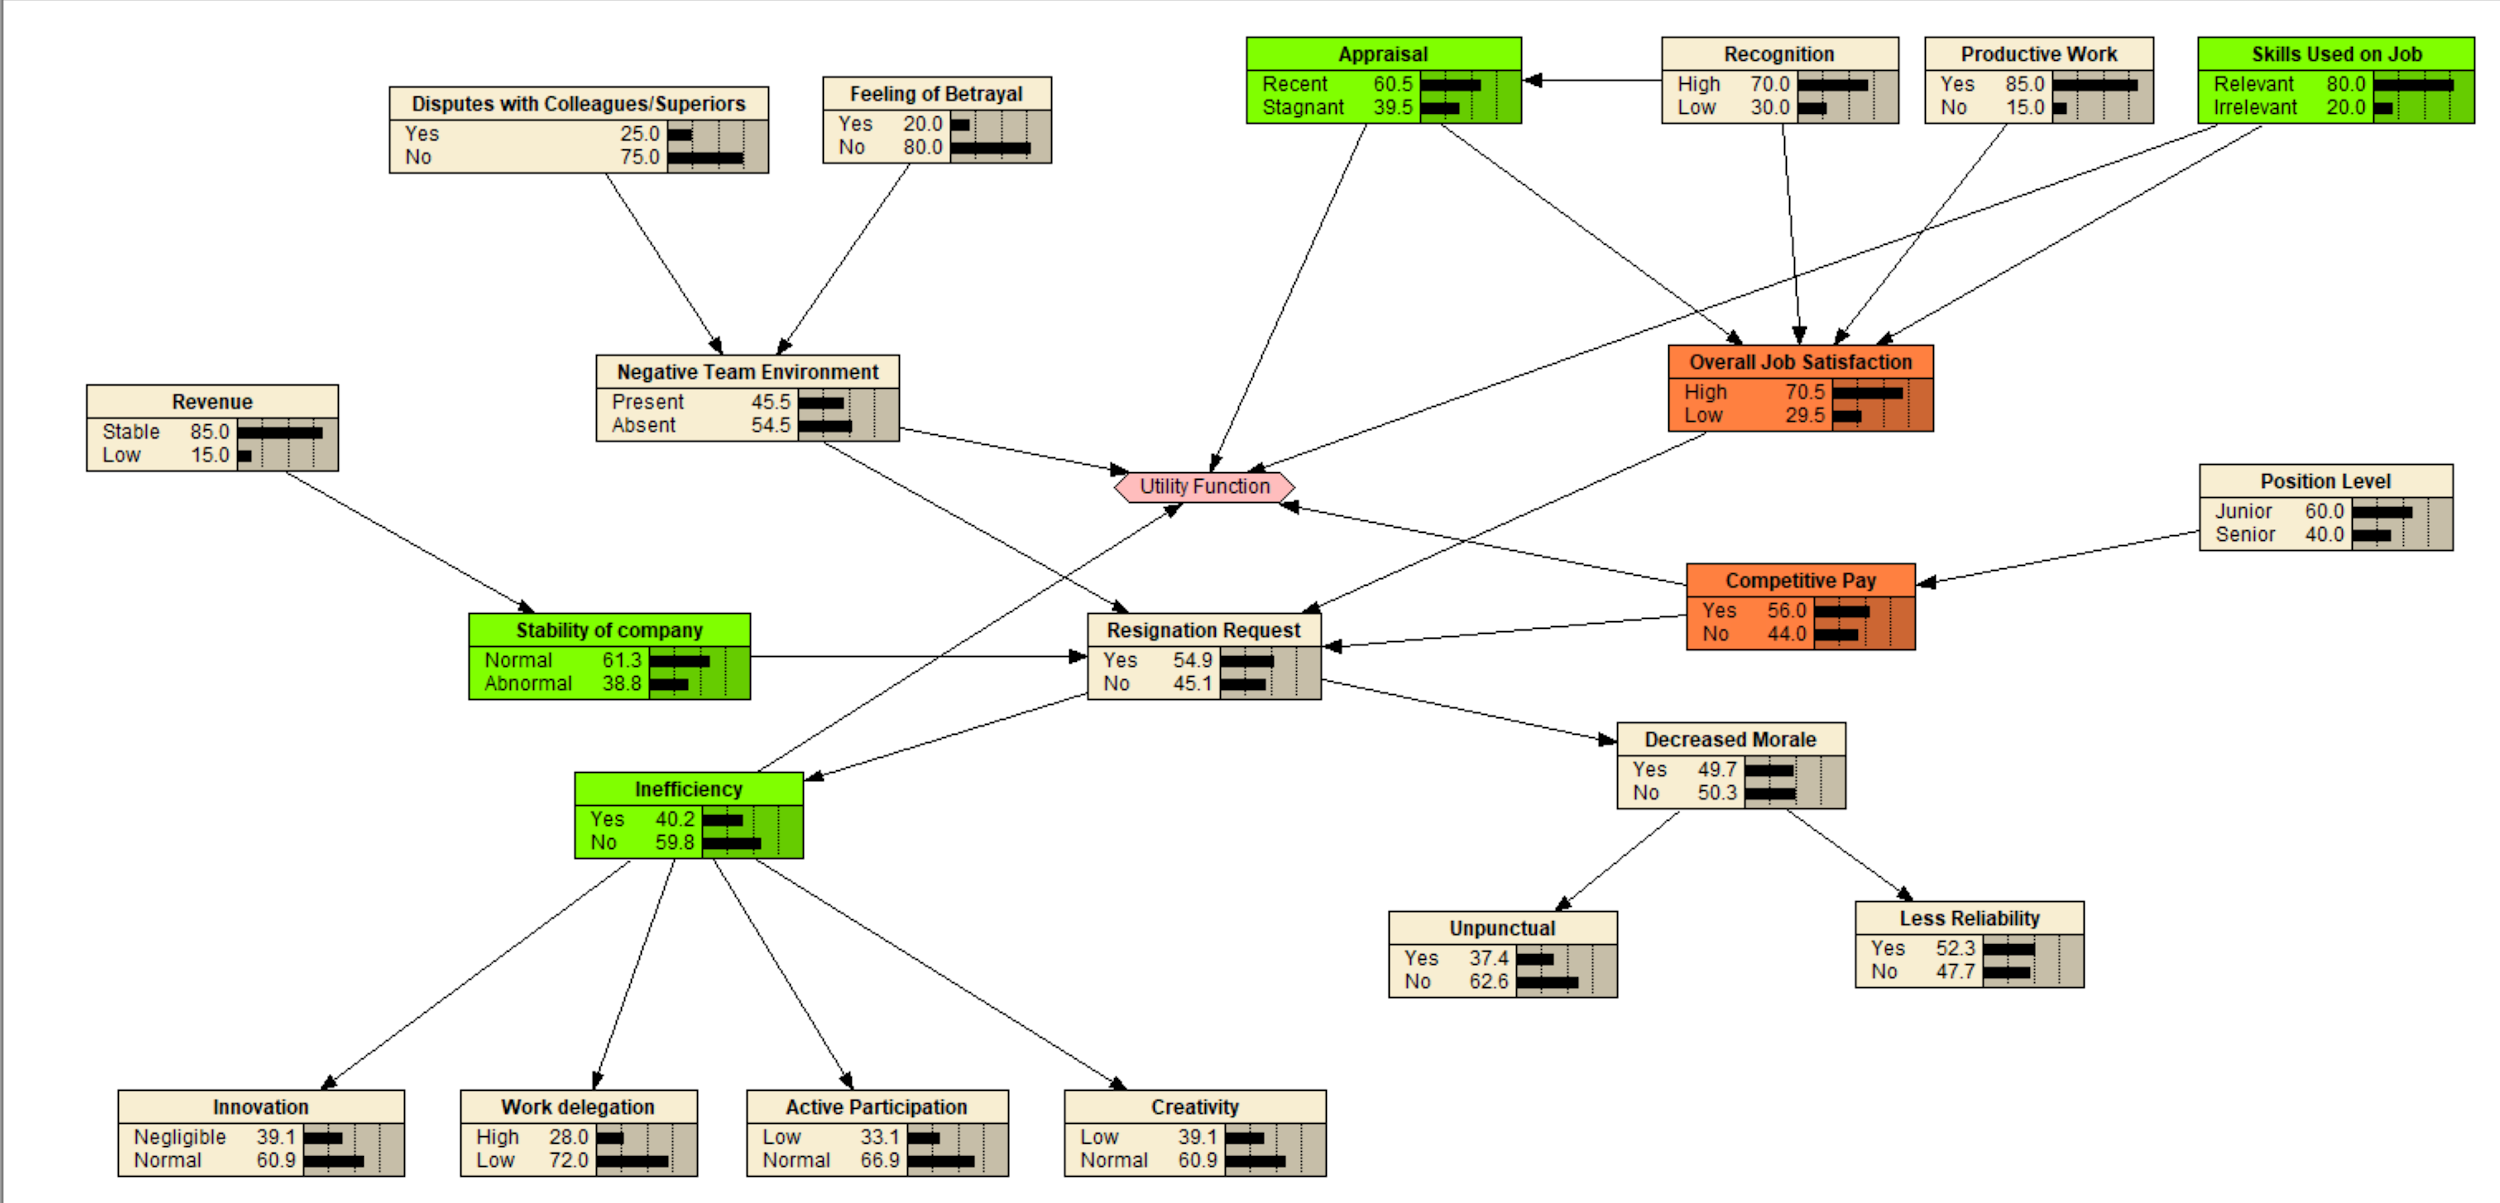 Appraisal
Recent 60.5
Stagnant 39.5
Recognition
High 70.0
Low 30.0
Productive Work
Yes 85.0
No 15.0
Skills Used on Job
Relevant 80.0
Irrelevant 20.0
Disputes with Colleagues/Superiors
Yes 25.0
No 75.0
Feeling of Betrayal
Yes 20.0
No 80.0
Negative Team Environment
Present 45.5
Absent 54.5
Overall Job Satisfaction
High 70.5
Low 29.5
Revenue
Stable 85.0
Low 15.0
Utility Function
Position Level
Junior 60.0
Senior 40.0
Competitive Pay
Yes 56.0
No 44.0
Stability of company
Normal 61.3
Abnormal 38.8
Resignation Request
Yes 54.9
No 45.1
Decreased Morale
Yes 49.7
No 50.3
Inefficiency
Yes 40.2
No 59.8
Unpunctual
Yes 37.4
No 62.6
Less Reliability
Yes 52.3
No 47.7
Innovation
Negligible 39.1
Normal 60.9
Work delegation
High 28.0
Low 72.0
Active Participation
Low 33.1
Normal 66.9
Creativity
Low 39.1
Normal 60.9